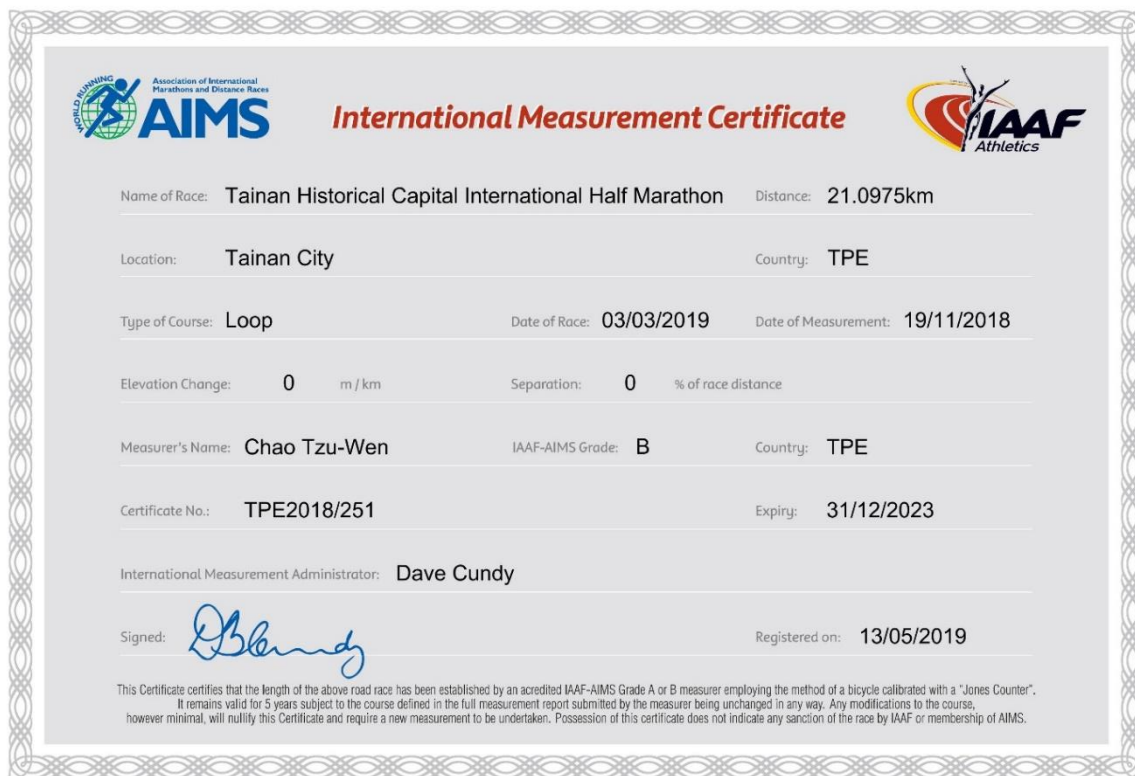 WORLD RUNNING
Association of International
Marathons and Distance Races
AIMS
International Measurement Certificate
IAAF
Athletics
Name of Race: Tainan Historical Capital International Half Marathon Distance: 21.0975km
Location: Tainan City Country: TPE
Type of Course: Loop Date of Race: 03/03/2019 Date of Measurement: 19/11/2018
Elevation Change: 0 m / km Separation: 0 % of race distance
Measurer's Name: Chao Tzu-Wen IAAF-AIMS Grade: B Country: TPE
Certificate No.: TPE2018/251 Expiry: 31/12/2023
International Measurement Administrator: Dave Cundy
Signed: Registered on: 13/05/2019
This Certificate certifies that the length of the above road race has been established by an acredited IAAF-AIMS Grade A or B measurer employing the method of a bicycle calibrated with a "Jones Counter".
It remains valid for 5 years subject to the course defined in the full measurement report submitted by the measurer being unchanged in any way. Any modifications to the course,
however minimal, will nullify this Certificate and require a new measurement to be undertaken. Possession of this certificate does not indicate any sanction of the race by IAAF or membership of AIMS.